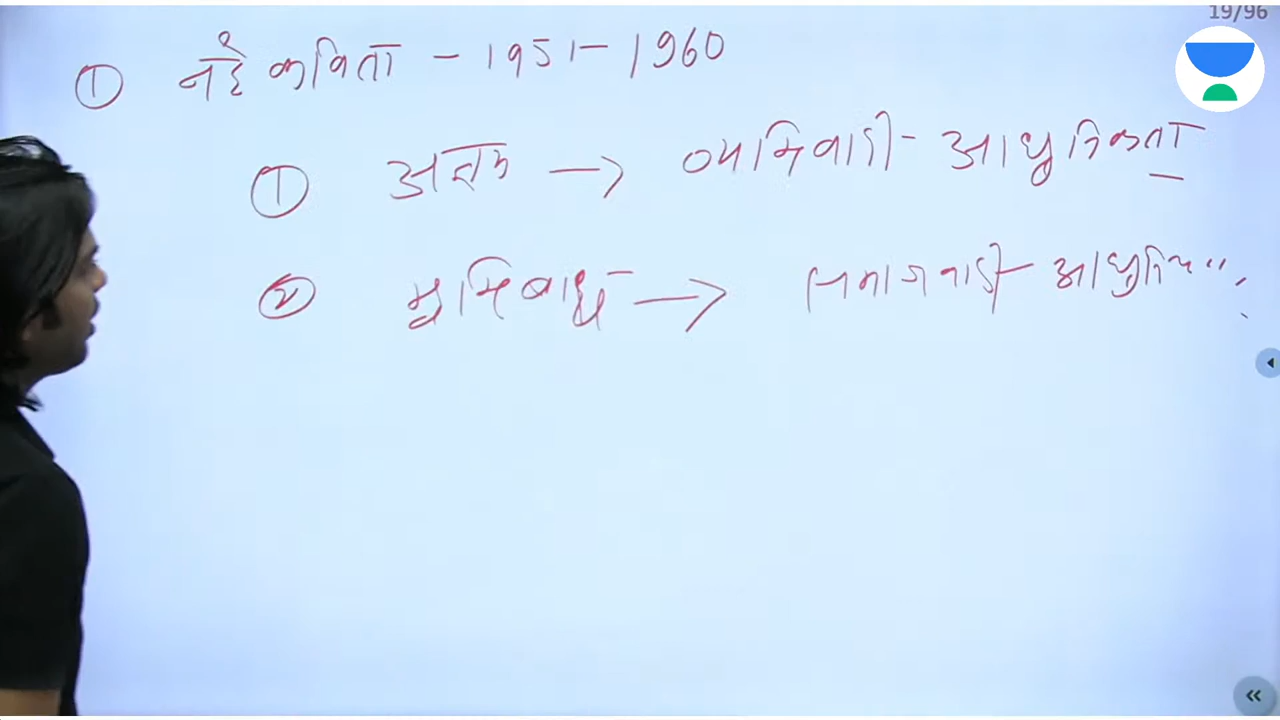 19/96
① नई कविता - 1951-1960
① अज्ञेय → व्यक्तिवादी - आधुनिकता
② मुक्तिबोध → समाजवादी - आधुनि